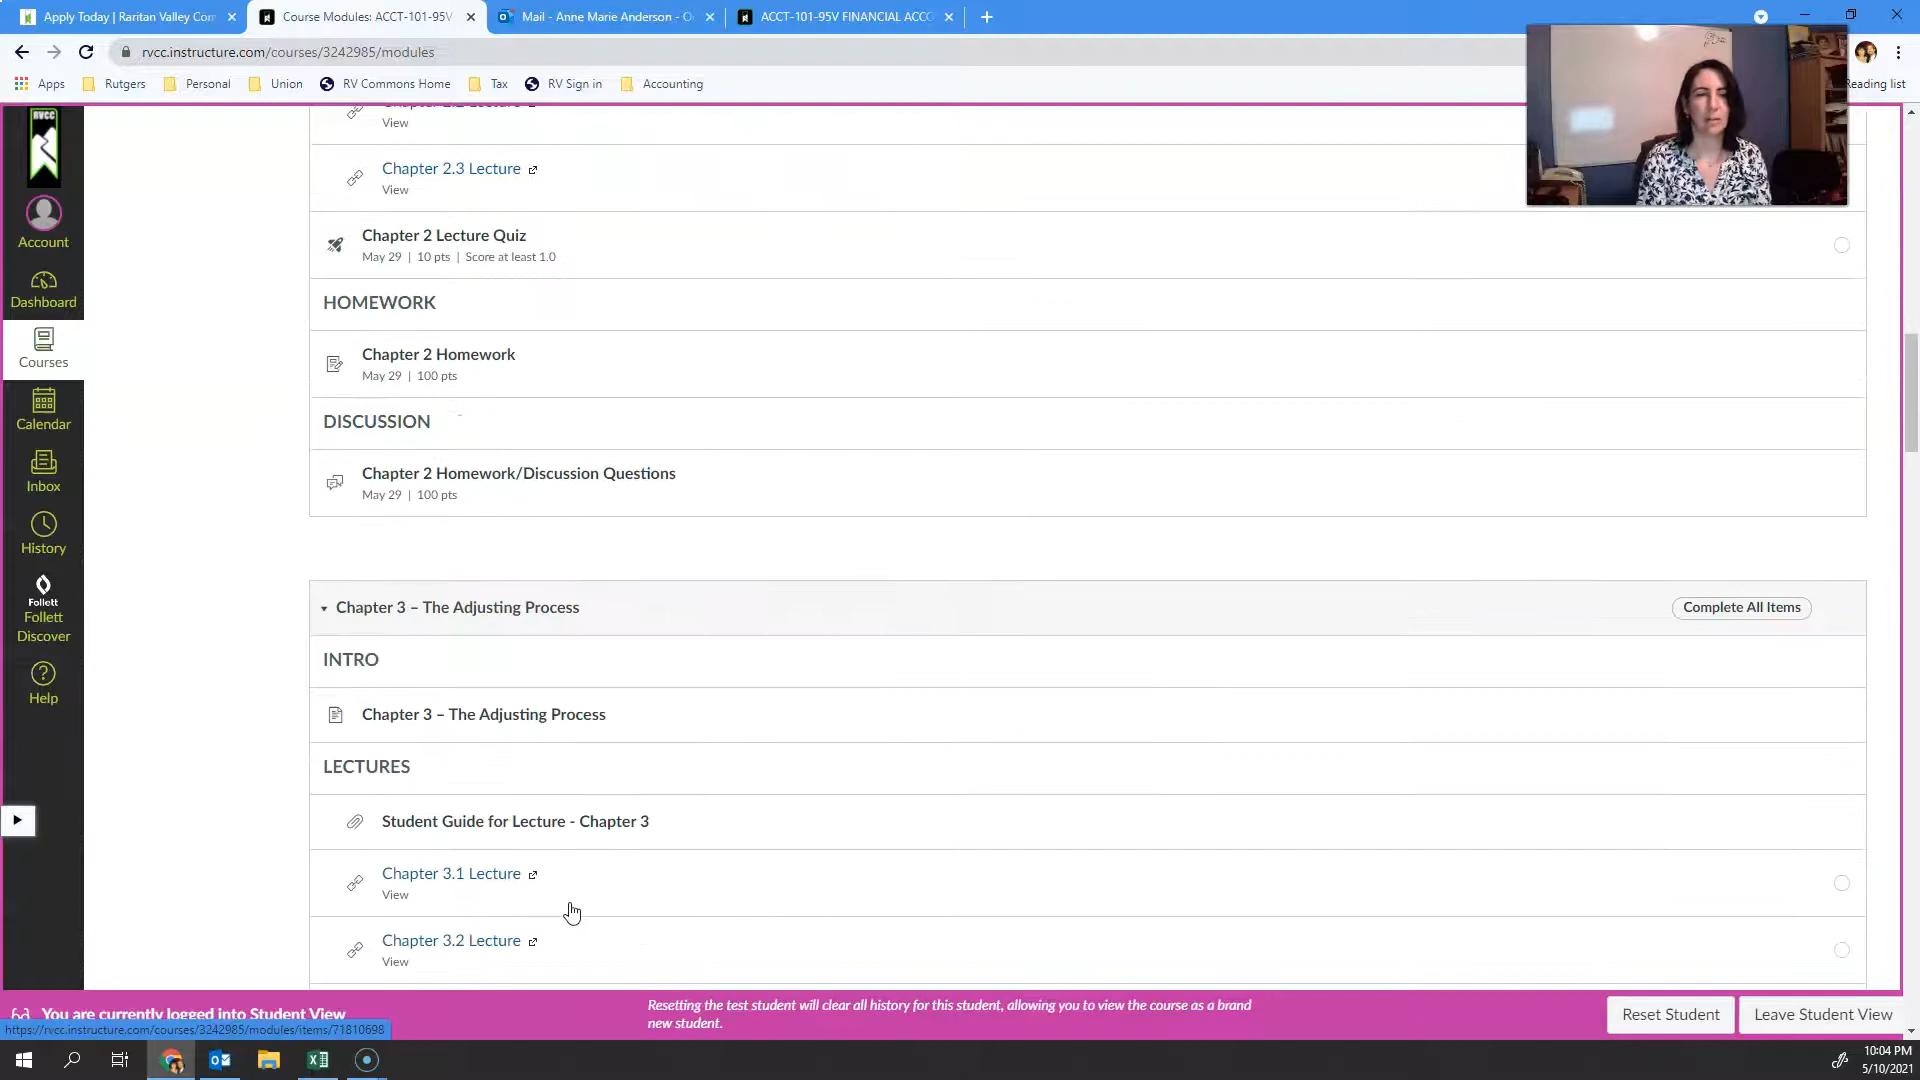 Apply Today | Raritan Valley Con
Course Modules: ACCT-101-95V
Mail - Anne Marie Anderson - O
ACCT-101-95V FINANCIAL ACCO
rvcc.instructure.com/courses/3242985/modules
Apps
Rutgers
Personal
Union
RV Commons Home
Tax
RV Sign in
Accounting
Reading list
RVCC
Account
Dashboard
Courses
Calendar
Inbox
History
Follett
Follett
Discover
Help
View
Chapter 2.3 Lecture
View
Chapter 2 Lecture Quiz
May 29 | 10 pts | Score at least 1.0
HOMEWORK
Chapter 2 Homework
May 29 | 100 pts
DISCUSSION
Chapter 2 Homework/Discussion Questions
May 29 | 100 pts
Chapter 3 – The Adjusting Process
Complete All Items
INTRO
Chapter 3 – The Adjusting Process
LECTURES
Student Guide for Lecture - Chapter 3
Chapter 3.1 Lecture
View
Chapter 3.2 Lecture
View
You are currently logged into Student View
Resetting the test student will clear all history for this student, allowing you to view the course as a brand
new student.
Reset Student
Leave Student View
https://rvcc.instructure.com/courses/3242985/modules/items/71810698
10:04 PM
5/10/2021